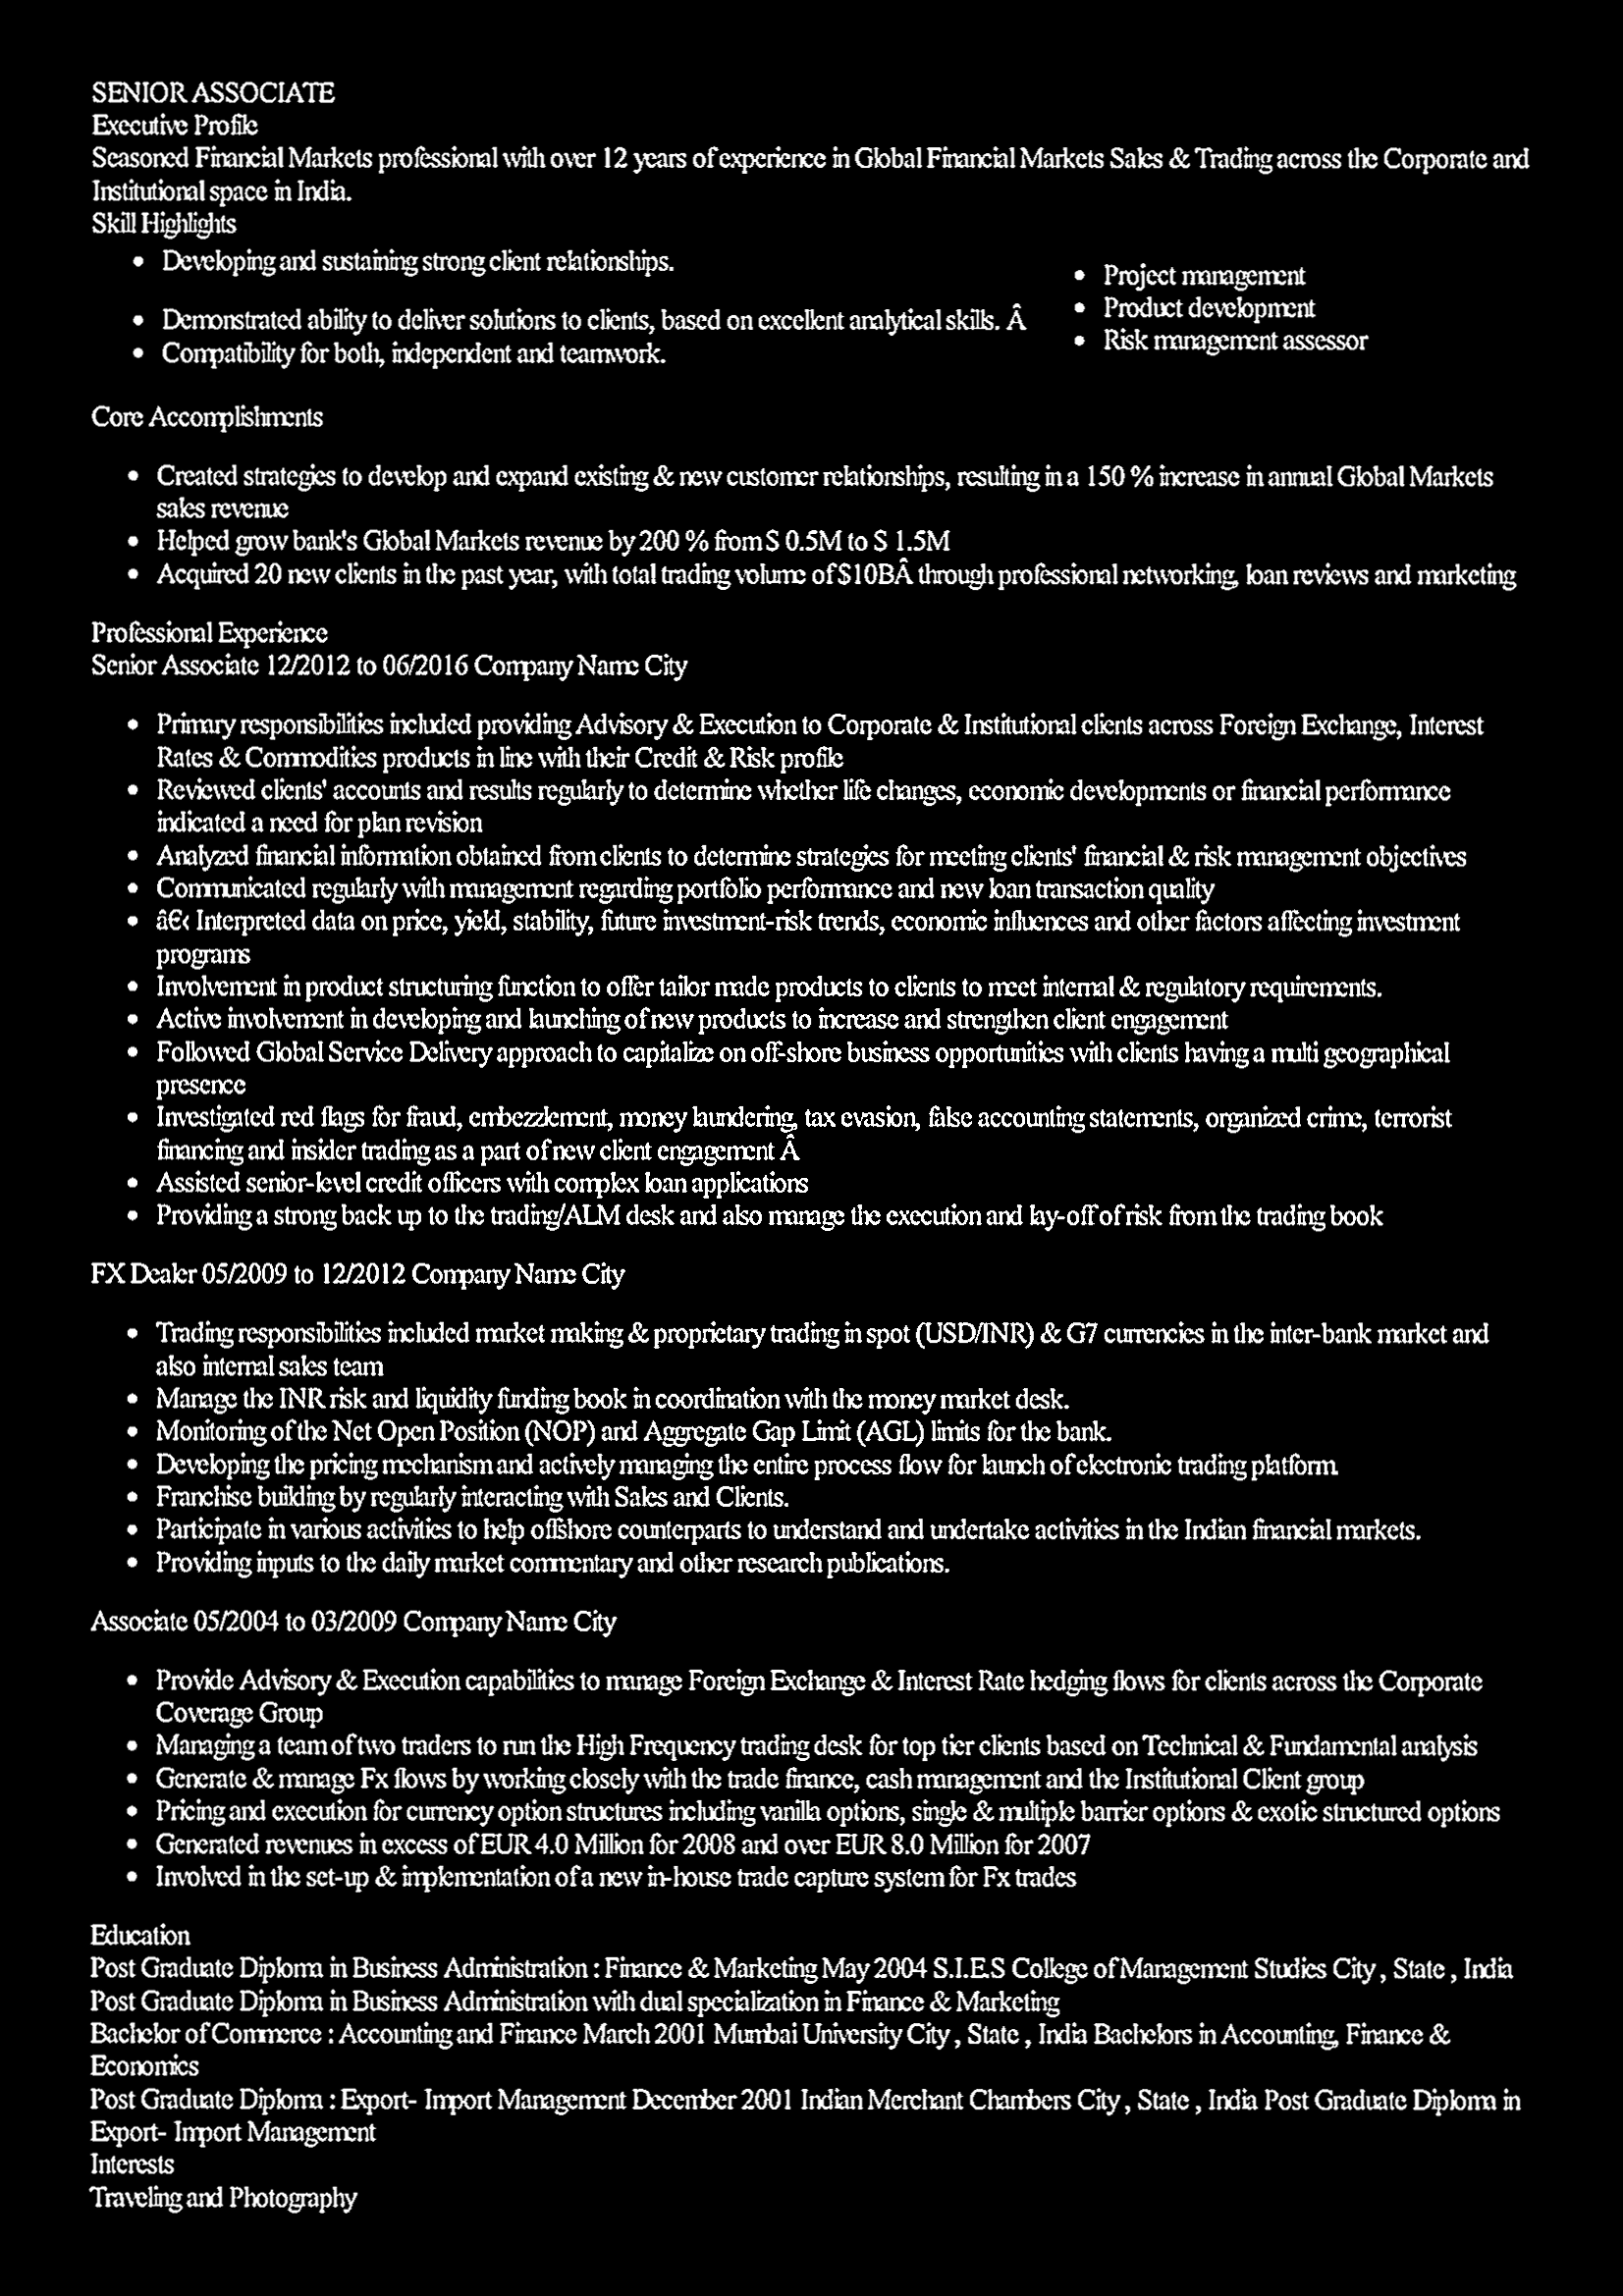 SENIOR ASSOCIATE
Executive Profile
Seasoned Financial Markets professional with over 12 years of experience in Global Financial Markets Sales & Trading across the Corporate and
Institutional space in India.
Skill Highlights
• Developing and sustaining strong client relationships.
• Demonstrated ability to deliver solutions to clients, based on excellent analytical skills. Â
• Compatibility for both, independent and teamwork.
• Project management
• Product development
• Risk management assessor
Core Accomplishments
• Created strategies to develop and expand existing & new customer relationships, resulting in a 150 % increase in annual Global Markets
sales revenue
• Helped grow bank's Global Markets revenue by 200 % from $ 0.5M to $ 1.5M
• Acquired 20 new clients in the past year, with total trading volume of $10BÂ through professional networking, loan reviews and marketing
Professional Experience
Senior Associate 12/2012 to 06/2016 Company Name City
• Primary responsibilities included providing Advisory & Execution to Corporate & Institutional clients across Foreign Exchange, Interest
Rates & Commodities products in line with their Credit & Risk profile
• Reviewed clients' accounts and results regularly to determine whether life changes, economic developments or financial performance
indicated a need for plan revision
• Analyzed financial information obtained from clients to determine strategies for meeting clients' financial & risk management objectives
• Communicated regularly with management regarding portfolio performance and new loan transaction quality
• â€‹ Interpreted data on price, yield, stability, future investment-risk trends, economic influences and other factors affecting investment
programs
• Involvement in product structuring function to offer tailor made products to clients to meet internal & regulatory requirements.
• Active involvement in developing and launching of new products to increase and strengthen client engagement
• Followed Global Service Delivery approach to capitalize on off-shore business opportunities with clients having a multi geographical
presence
• Investigated red flags for fraud, embezzlement, money laundering, tax evasion, false accounting statements, organized crime, terrorist
financing and insider trading as a part of new client engagement Â
• Assisted senior-level credit officers with complex loan applications
• Providing a strong back up to the trading/ALM desk and also manage the execution and lay-off of risk from the trading book
FX Dealer 05/2009 to 12/2012 Company Name City
• Trading responsibilities included market making & proprietary trading in spot (USD/INR) & G7 currencies in the inter-bank market and
also internal sales team
• Manage the INR risk and liquidity funding book in coordination with the money market desk.
• Monitoring of the Net Open Position (NOP) and Aggregate Gap Limit (AGL) limits for the bank.
• Developing the pricing mechanism and actively managing the entire process flow for launch of electronic trading platform.
• Franchise building by regularly interacting with Sales and Clients.
• Participate in various activities to help offshore counterparts to understand and undertake activities in the Indian financial markets.
• Providing inputs to the daily market commentary and other research publications.
Associate 05/2004 to 03/2009 Company Name City
• Provide Advisory & Execution capabilities to manage Foreign Exchange & Interest Rate hedging flows for clients across the Corporate
Coverage Group
• Managing a team of two traders to run the High Frequency trading desk for top tier clients based on Technical & Fundamental analysis
• Generate & manage Fx flows by working closely with the trade finance, cash management and the Institutional Client group
• Pricing and execution for currency option structures including vanilla options, single & multiple barrier options & exotic structured options
• Generated revenues in excess of EUR 4.0 Million for 2008 and over EUR 8.0 Million for 2007
• Involved in the set-up & implementation of a new in-house trade capture system for Fx trades
Education
Post Graduate Diploma in Business Administration : Finance & Marketing May 2004 S.I.E.S College of Management Studies City , State , India
Post Graduate Diploma in Business Administration with dual specialization in Finance & Marketing
Bachelor of Commerce : Accounting and Finance March 2001 Mumbai University City , State , India Bachelors in Accounting, Finance &
Economics
Post Graduate Diploma : Export- Import Management December 2001 Indian Merchant Chambers City , State , India Post Graduate Diploma in
Export- Import Management
Interests
Traveling and Photography